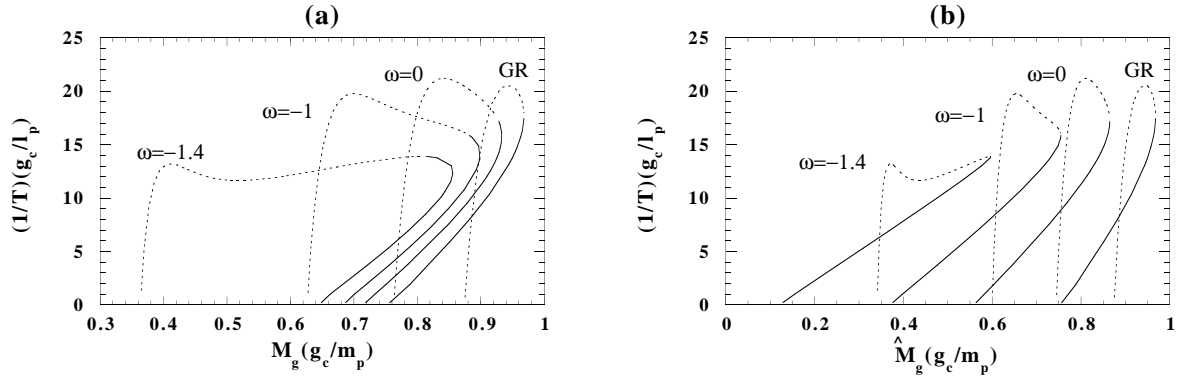 (a)
25
20
15
10
5
0
(1/T)(g_c/l_p)
ω=−1.4
ω=−1
ω=0
GR
0.3 0.4 0.5 0.6 0.7 0.8 0.9 1
M_g(g_c/m_p)
(b)
25
20
15
10
5
0
(1/T)(g_c/l_p)
ω=−1.4
ω=−1
ω=0
GR
0 0.2 0.4 0.6 0.8 1
M̂_g(g_c/m_p)